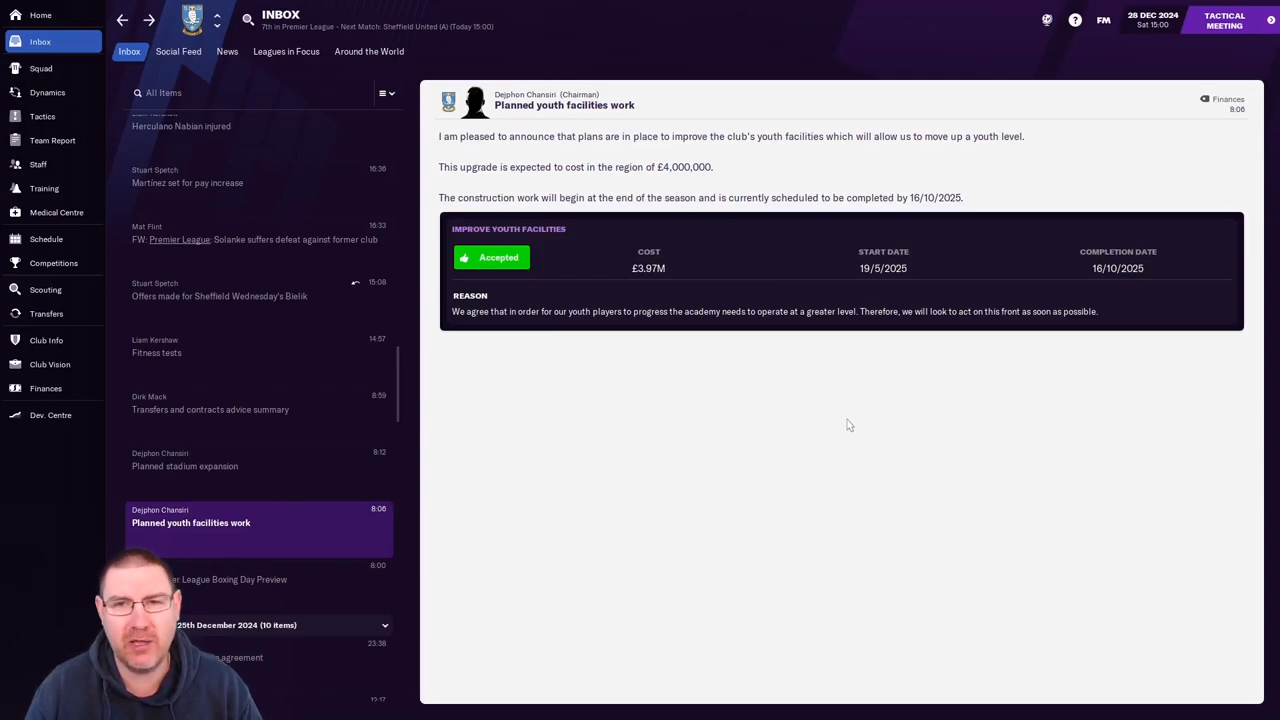 Home
Inbox
Squad
Dynamics
Tactics
Team Report
Staff
Training
Medical Centre
Schedule
Competitions
Scouting
Transfers
Club Info
Club Vision
Finances
Dev. Centre
INBOX
7th in Premier League - Next Match: Sheffield United (A) (Today 15:00)
? FM
28 DEC 2024
Sat 15:00
TACTICAL
MEETING
Inbox Social Feed News Leagues in Focus Around the World
All Items
Herculano Nabian injured
Stuart Spetch 16:36
Martínez set for pay increase
Mat Flint 16:33
FW: Premier League: Solanke suffers defeat against former club
Stuart Spetch 15:08
Offers made for Sheffield Wednesday's Bielik
Liam Kershaw 14:57
Fitness tests
Dirk Mack 8:59
Transfers and contracts advice summary
Dejphon Chansiri 8:12
Planned stadium expansion
Dejphon Chansiri 8:06
Planned youth facilities work
8:00
League Boxing Day Preview
25th December 2024 (10 items)
23:38
agreement
12:17
Dejphon Chansiri (Chairman)
Planned youth facilities work
Finances
8:06
I am pleased to announce that plans are in place to improve the club's youth facilities which will allow us to move up a youth level.
This upgrade is expected to cost in the region of £4,000,000.
The construction work will begin at the end of the season and is currently scheduled to be completed by 16/10/2025.
IMPROVE YOUTH FACILITIES
Accepted
COST START DATE COMPLETION DATE
£3.97M 19/5/2025 16/10/2025
REASON
We agree that in order for our youth players to progress the academy needs to operate at a greater level. Therefore, we will look to act on this front as soon as possible.